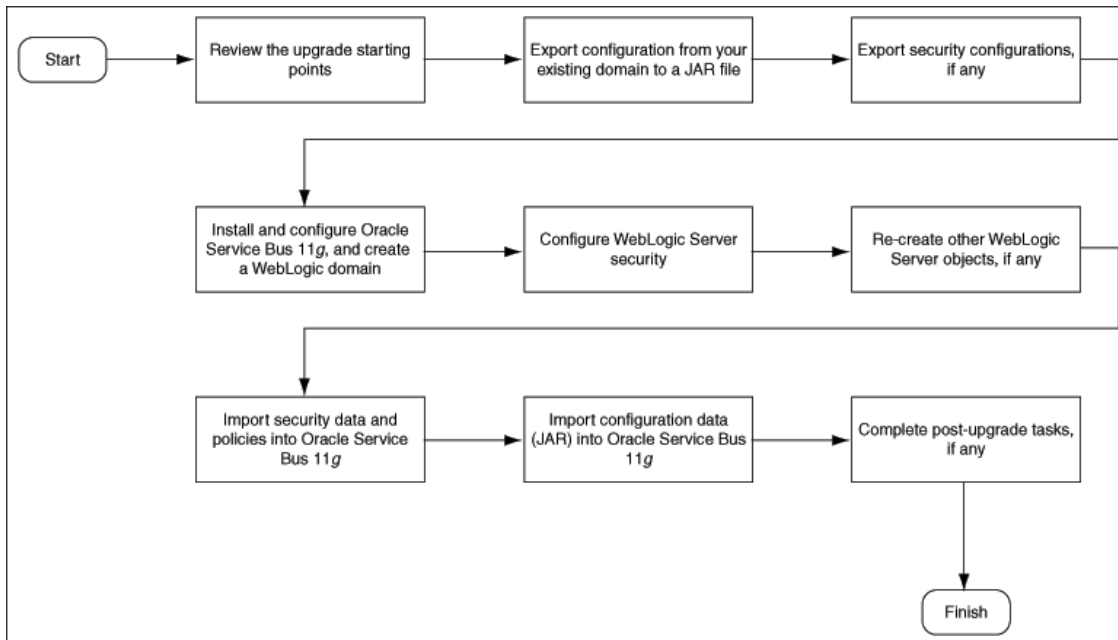 Start
Review the upgrade starting
points
Export configuration from your
existing domain to a JAR file
Export security configurations,
if any
Install and configure Oracle
Service Bus 11g, and create
a WebLogic domain
Configure WebLogic Server
security
Re-create other WebLogic
Server objects, if any
Import security data and
policies into Oracle Service
Bus 11g
Import configuration data
(JAR) into Oracle Service Bus
11g
Complete post-upgrade tasks,
if any
Finish